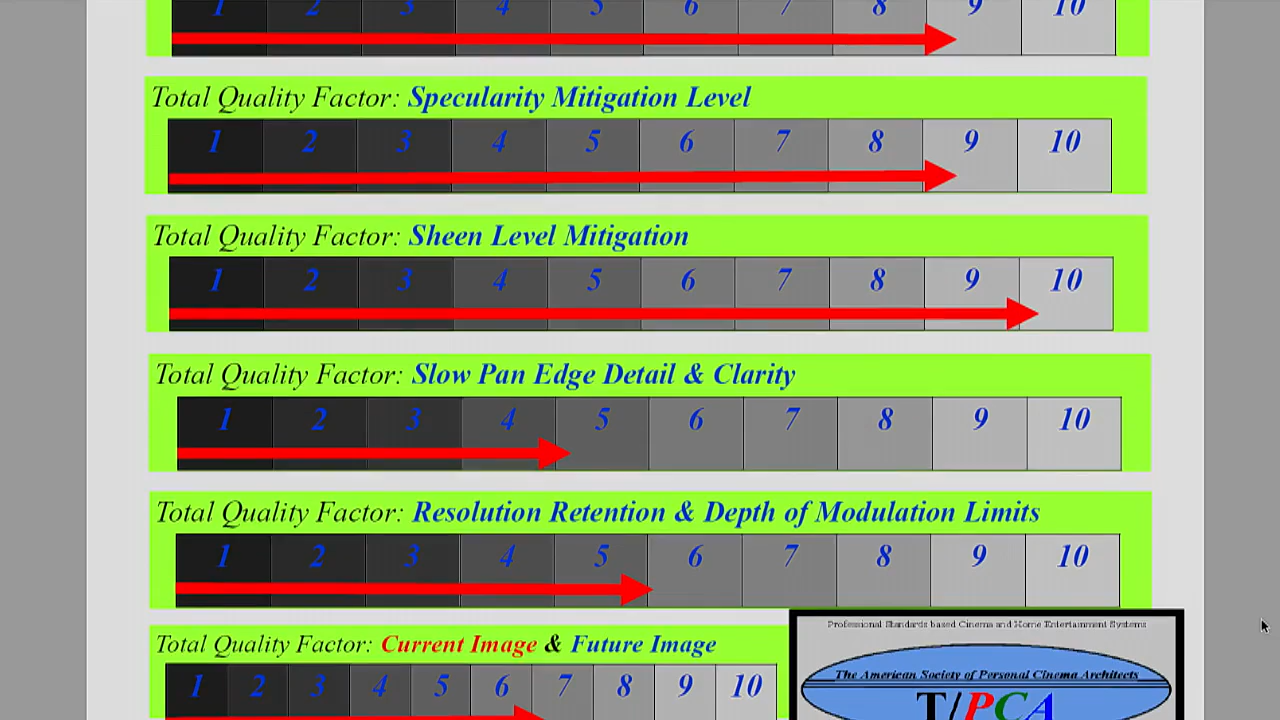 1 2 3 4 5 6 7 8 9 10
Total Quality Factor: Specularity Mitigation Level
1 2 3 4 5 6 7 8 9 10
Total Quality Factor: Sheen Level Mitigation
1 2 3 4 5 6 7 8 9 10
Total Quality Factor: Slow Pan Edge Detail & Clarity
1 2 3 4 5 6 7 8 9 10
Total Quality Factor: Resolution Retention & Depth of Modulation Limits
1 2 3 4 5 6 7 8 9 10
Total Quality Factor: Current Image & Future Image
1 2 3 4 5 6 7 8 9 10
Professional Standards based Cinema and Home Entertainment Systems
The American Society of Personal Cinema Architects
T/PCA